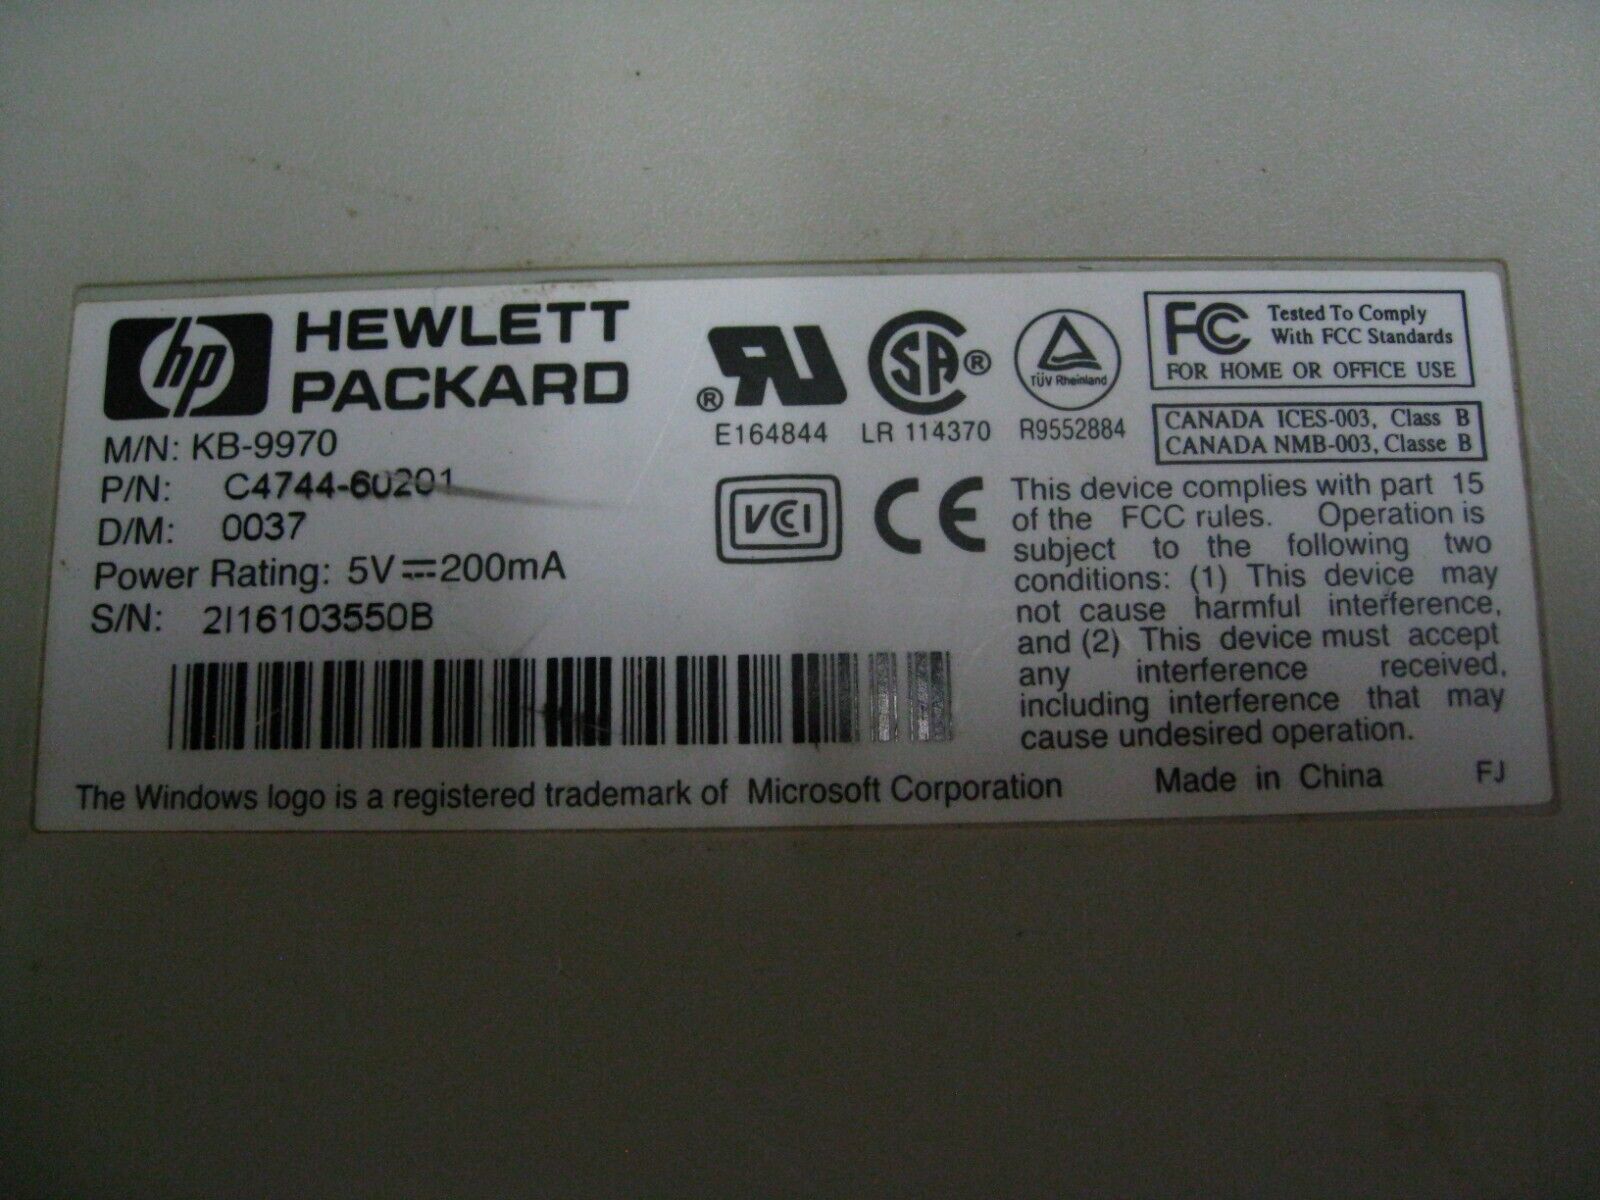 hp HEWLETT
PACKARD
M/N: KB-9970
P/N: C4744-60201
D/M: 0037
Power Rating: 5V⎓200mA
S/N: 2I16103550B
® UR
E164844
SA ®
LR 114370
TÜV Rheinland
R9552884
FC Tested To Comply
With FCC Standards
FOR HOME OR OFFICE USE
CANADA ICES-003, Class B
CANADA NMB-003, Classe B
VCCI
CE
This device complies with part 15
of the FCC rules. Operation is
subject to the following two
conditions: (1) This device may
not cause harmful interference,
and (2) This device must accept
any interference received,
including interference that may
cause undesired operation.
The Windows logo is a registered trademark of Microsoft Corporation
Made in China FJ